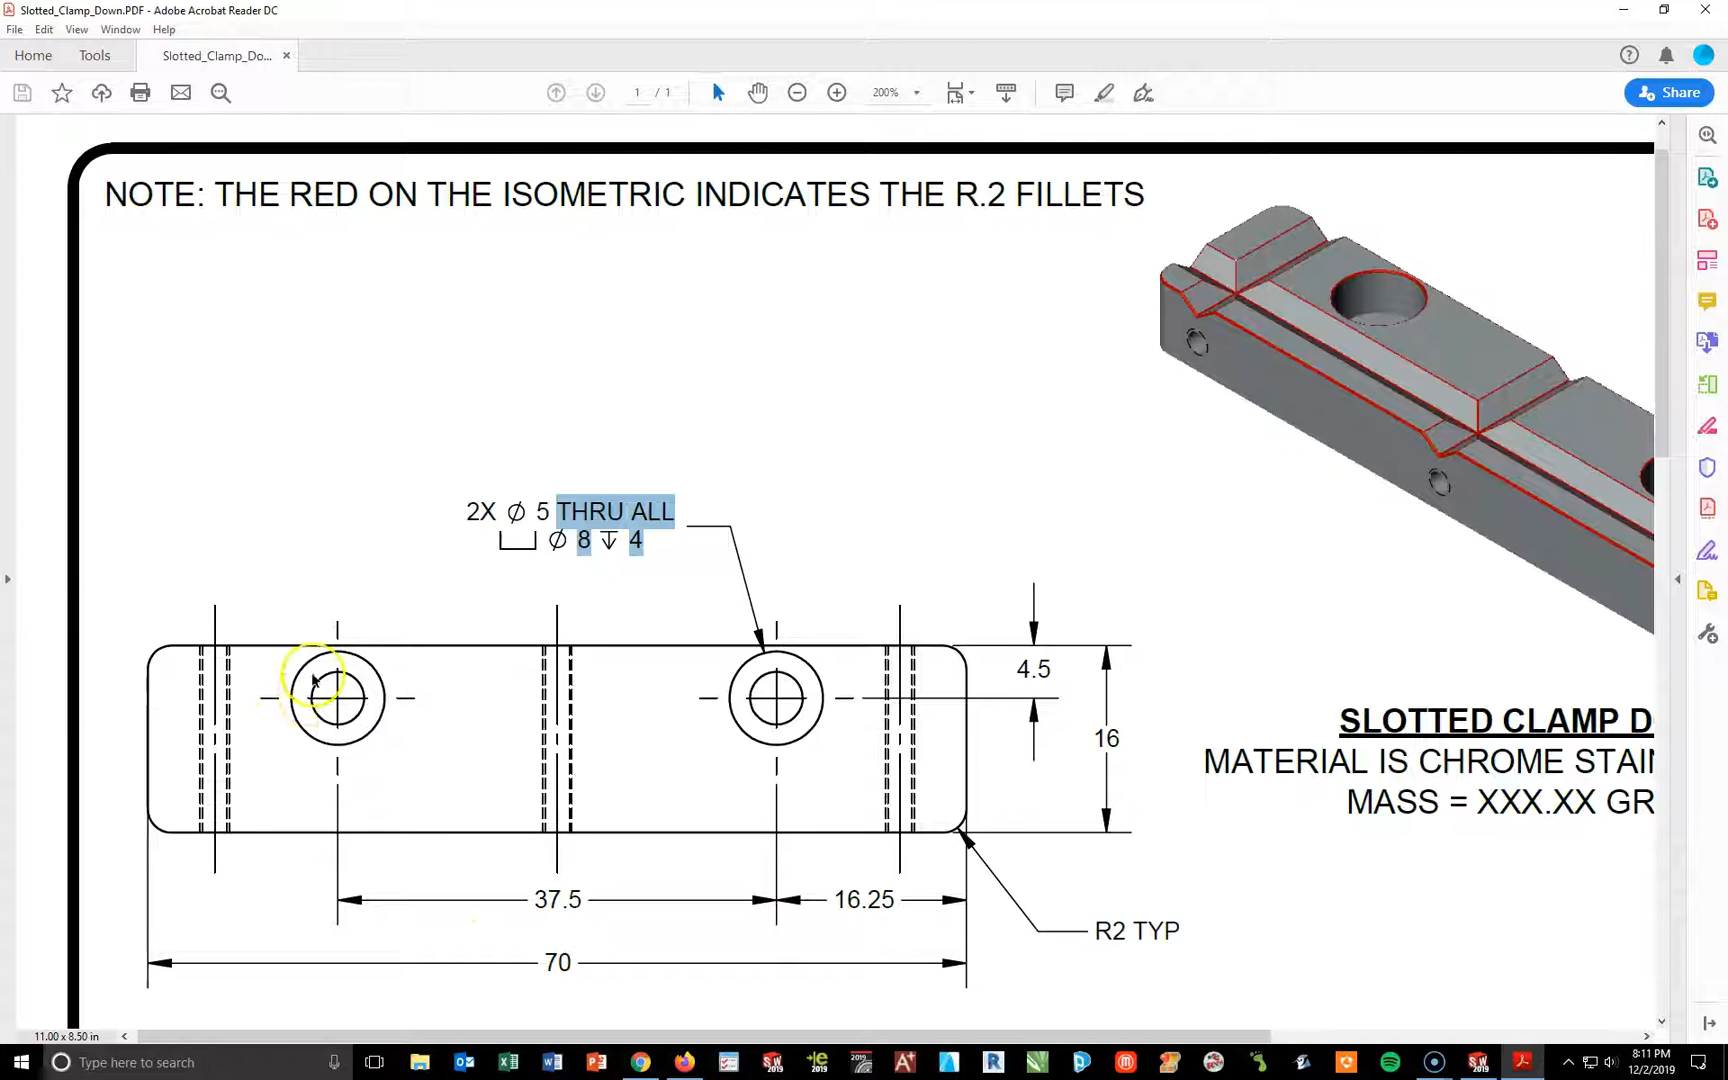 Slotted_Clamp_Down.PDF - Adobe Acrobat Reader DC
File Edit View Window Help
Home Tools Slotted_Clamp_Do... ×
1 / 1 200% Share
NOTE: THE RED ON THE ISOMETRIC INDICATES THE R.2 FILLETS
2X ∅ 5 THRU ALL
⌴ ∅ 8 ↧ 4
4.5
16
SLOTTED CLAMP D
MATERIAL IS CHROME STAIN
MASS = XXX.XX GR
37.5 16.25
R2 TYP
70
11.00 x 8.50 in
Type here to search
8:11 PM
12/2/2019